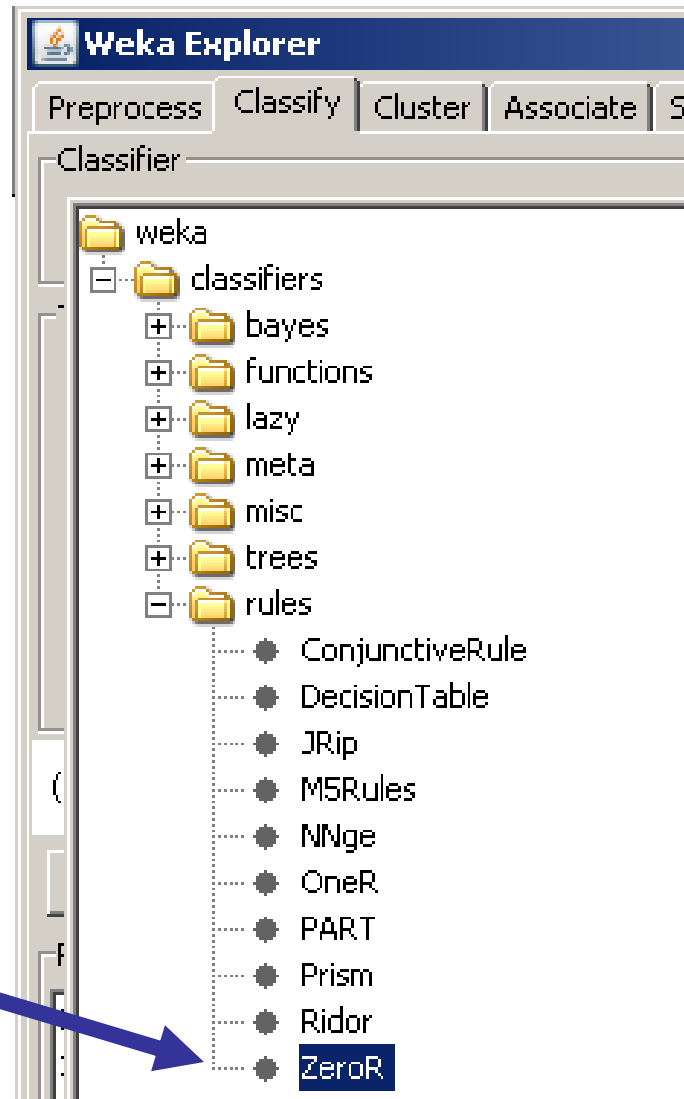 Weka Explorer
Preprocess Classify Cluster Associate S
Classifier
weka
classifiers
bayes
functions
lazy
meta
misc
trees
rules
ConjunctiveRule
DecisionTable
JRip
M5Rules
NNge
OneR
PART
Prism
Ridor
ZeroR